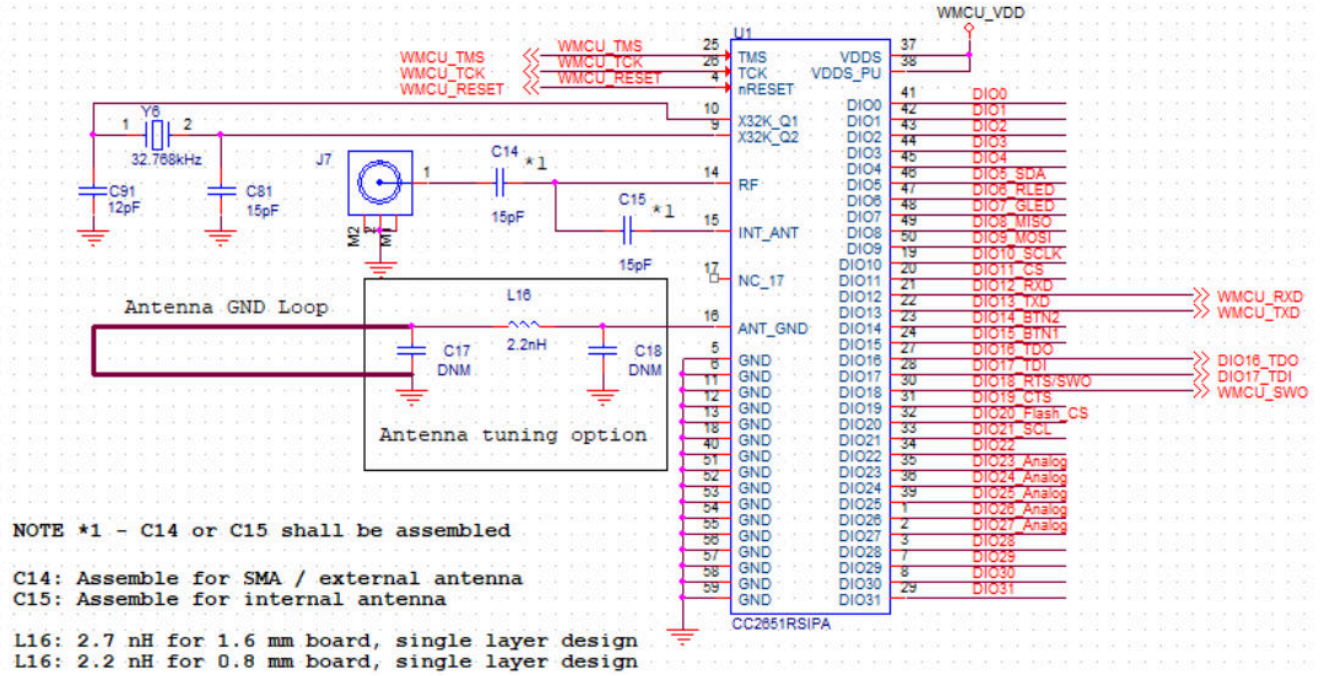 WMCU_VDD
U1
WMCU_TMS WMCU_TMS 25 TMS VDDS 37
WMCU_TCK WMCU_TCK 26 TCK VDDS_PU 38
WMCU_RESET WMCU_RESET 4 nRESET
10 X32K_Q1
9 X32K_Q2
Y6
1 2
32.768kHz
C91
12pF
C81
15pF
J7
1
M2 2 M1
C14 *1
15pF
14 RF
C15 *1
15pF
15 INT_ANT
17 NC_17
Antenna GND Loop
L16
2.2nH
16 ANT_GND
C17
DNM
C18
DNM
Antenna tuning option
5 GND
6 GND
11 GND
12 GND
13 GND
18 GND
40 GND
51 GND
52 GND
53 GND
54 GND
55 GND
56 GND
57 GND
58 GND
59 GND
DIO0 41 DIO0
DIO1 42 DIO1
DIO2 43 DIO2
DIO3 44 DIO3
DIO4 45 DIO4
DIO5 46 DIO5_SDA
DIO6 47 DIO6_RLED
DIO7 48 DIO7_GLED
DIO8 49 DIO8_MISO
DIO9 50 DIO9_MOSI
DIO10 19 DIO10_SCLK
DIO11 20 DIO11_CS
DIO12 21 DIO12_RXD WMCU_RXD
DIO13 22 DIO13_TXD WMCU_TXD
DIO14 23 DIO14_BTN2
DIO15 24 DIO15_BTN1
DIO16 27 DIO16_TDO DIO16_TDO
DIO17 28 DIO17_TDI DIO17_TDI
DIO18 30 DIO18_RTS/SWO WMCU_SWO
DIO19 31 DIO19_CTS
DIO20 32 DIO20_Flash_CS
DIO21 33 DIO21_SCL
DIO22 34 DIO22
DIO23 35 DIO23_Analog
DIO24 36 DIO24_Analog
DIO25 39 DIO25_Analog
DIO26 1 DIO26_Analog
DIO27 2 DIO27_Analog
DIO28 3 DIO28
DIO29 7 DIO29
DIO30 8 DIO30
DIO31 29 DIO31
CC2651RSIPA
NOTE *1 - C14 or C15 shall be assembled
C14: Assemble for SMA / external antenna
C15: Assemble for internal antenna
L16: 2.7 nH for 1.6 mm board, single layer design
L16: 2.2 nH for 0.8 mm board, single layer design